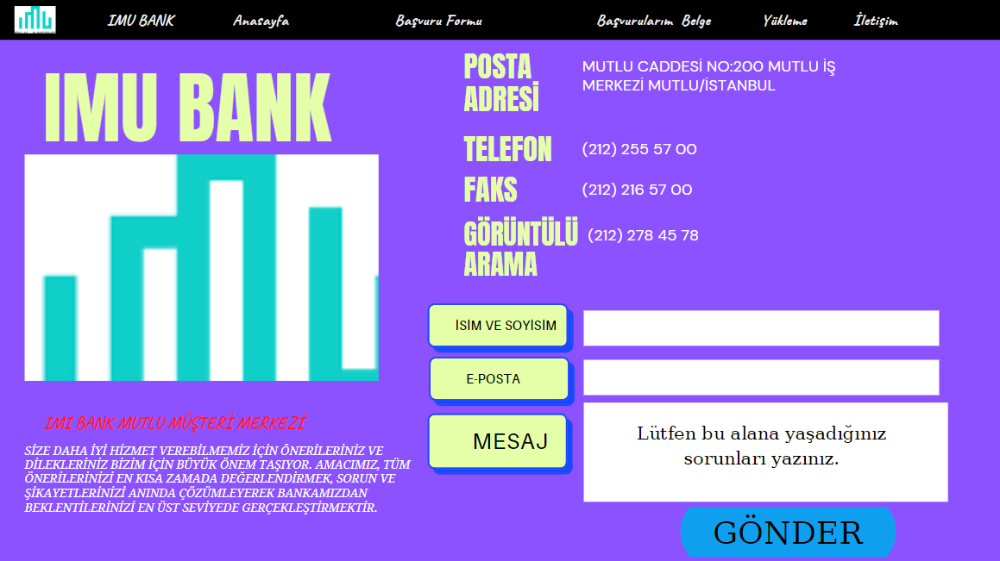 IMU BANK Anasayfa Başvuru Formu Başvurularım Belge Yükleme İletişim
IMU BANK
POSTA
ADRESİ
MUTLU CADDESİ NO:200 MUTLU İŞ
MERKEZİ MUTLU/İSTANBUL
TELEFON
(212) 255 57 00
FAKS
(212) 216 57 00
GÖRÜNTÜLÜ
ARAMA
(212) 278 45 78
İSİM VE SOYİSİM
E-POSTA
MESAJ
Lütfen bu alana yaşadığınız
sorunları yazınız.
GÖNDER
IMI BANK MUTLU MÜŞTERİ MERKEZİ
SİZE DAHA İYİ HİZMET VEREBİLMEMİZ İÇİN ÖNERİLERİNİZ VE
DİLEKLERİNİZ BİZİM İÇİN BÜYÜK ÖNEM TAŞIYOR. AMACIMIZ, TÜM
ÖNERİLERİNİZİ EN KISA ZAMADA DEĞERLENDİRMEK, SORUN VE
ŞİKAYETLERİNİZİ ANINDA ÇÖZÜMLEYEREK BANKAMIZDAN
BEKLENTİLERİNİZİ EN ÜST SEVİYEDE GERÇEKLEŞTİRMEKTİR.